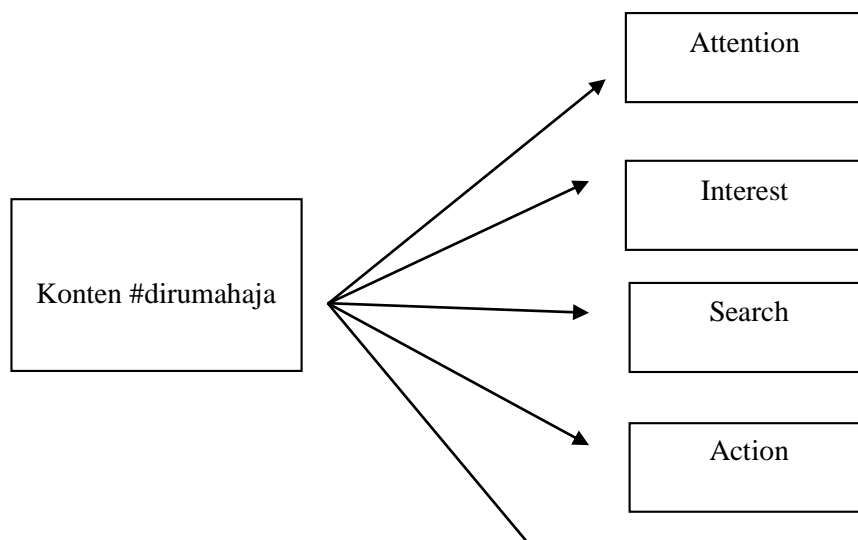 Attention
Interest
Konten #dirumahaja
Search
Action